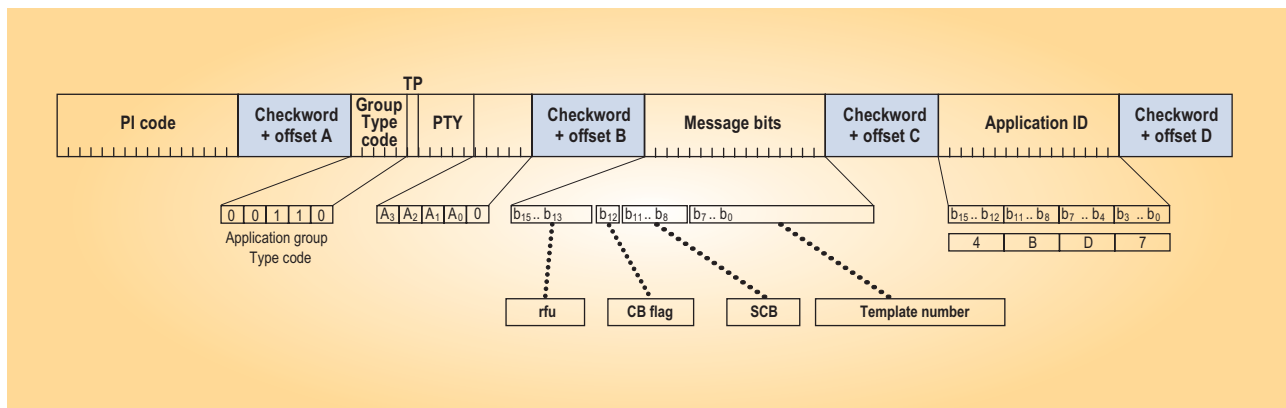 TP
PI code
Checkword
+ offset A
Group
Type
code
PTY
Checkword
+ offset B
Message bits
Checkword
+ offset C
Application ID
Checkword
+ offset D
0 0 1 1 0
A₃ A₂ A₁ A₀ 0
b₁₅ .. b₁₃ b₁₂ b₁₁ .. b₈ b₇ .. b₀
b₁₅ .. b₁₂ b₁₁ .. b₈ b₇ .. b₄ b₃ .. b₀
4 B D 7
Application group
Type code
rfu
CB flag
SCB
Template number